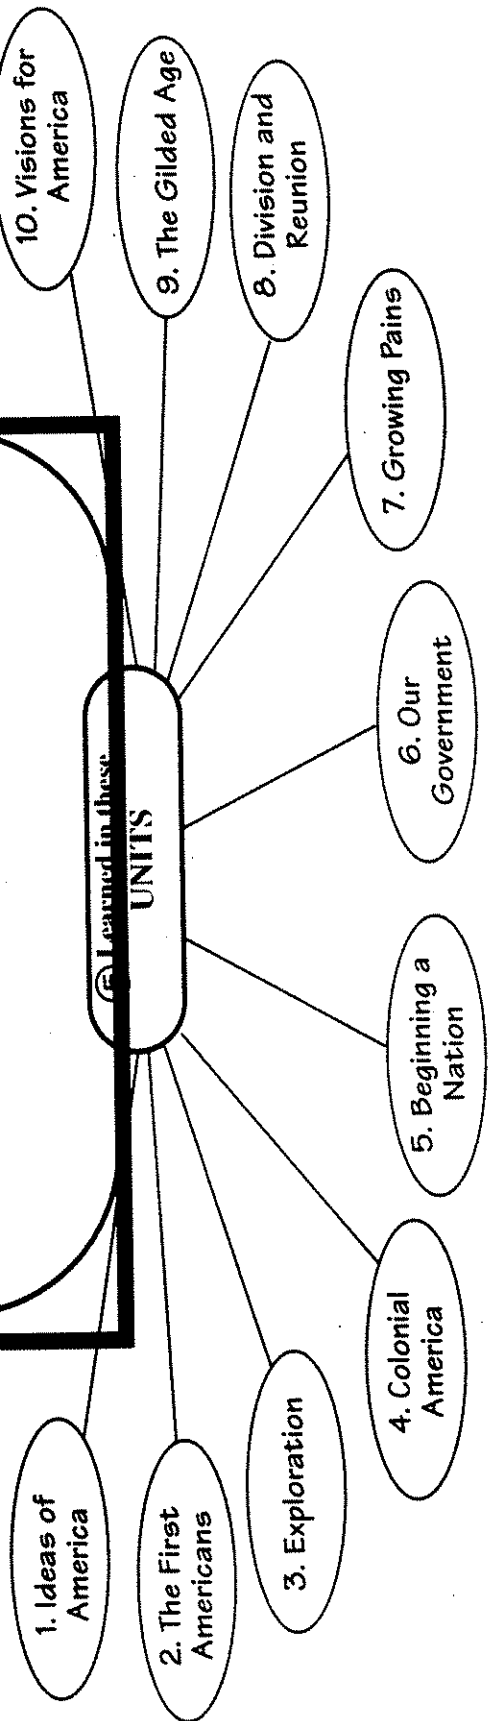 5 Learned in these
UNITS
1. Ideas of
America
2. The First
Americans
3. Exploration
4. Colonial
America
5. Beginning a
Nation
6. Our
Government
7. Growing Pains
8. Division and
Reunion
9. The Gilded Age
10. Visions for
America